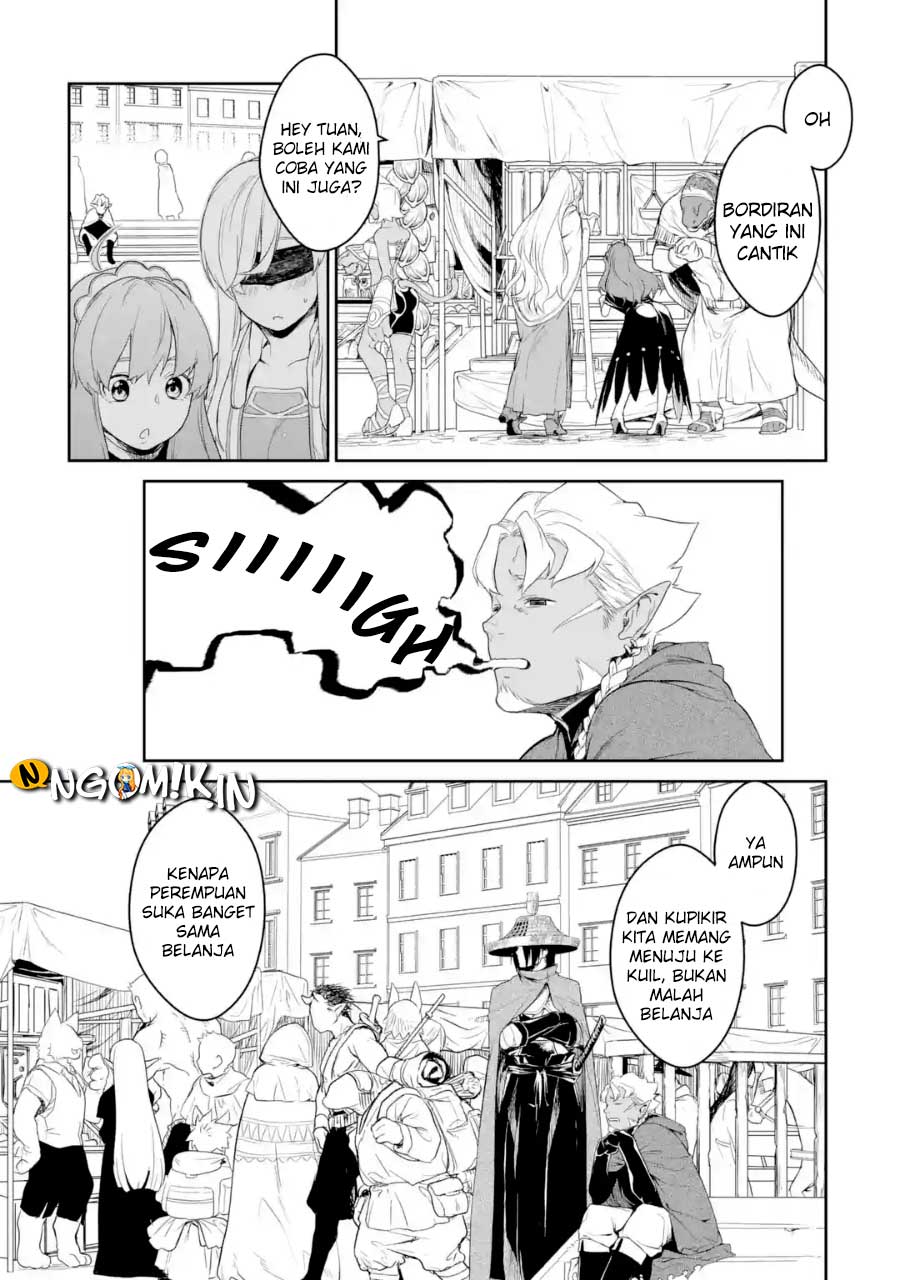 OH
BORDIRAN
YANG INI
CANTIK
HEY TUAN,
BOLEH KAMI
COBA YANG
INI JUGA?
SIIIIIGH
NGOMIKIN
YA
AMPUN
DAN KUPIKIR
KITA MEMANG
MENUJU KE
KUIL, BUKAN
MALAH
BELANJA
KENAPA
PEREMPUAN
SUKA BANGET
SAMA
BELANJA